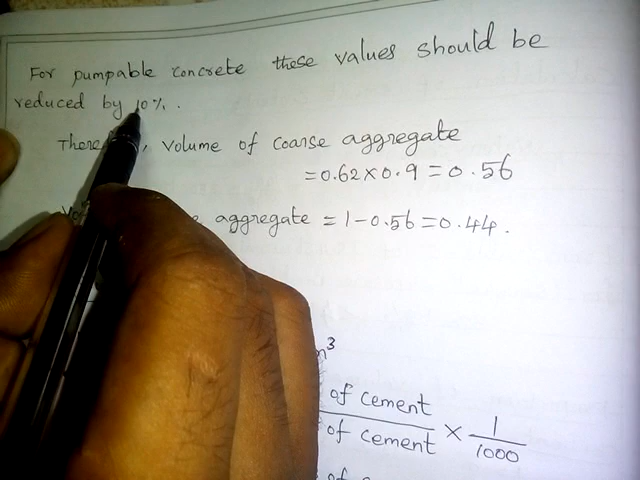 For pumpable concrete these values should be
reduced by 10%.
There , volume of coarse aggregate
= 0.62 × 0.9 = 0.56
aggregate = 1 - 0.56 = 0.44.
m³
of cement
of cement × 1
1000